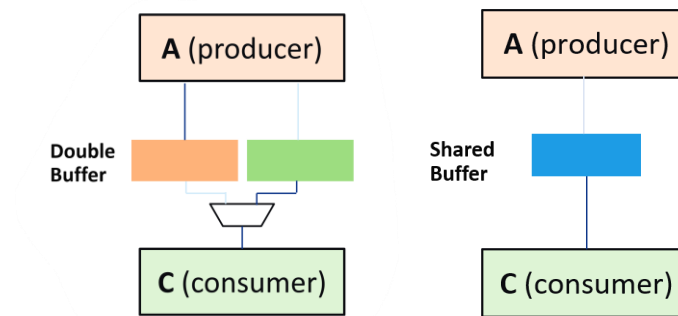 A (producer)
Double
Buffer
C (consumer)
A (producer)
Shared
Buffer
C (consumer)